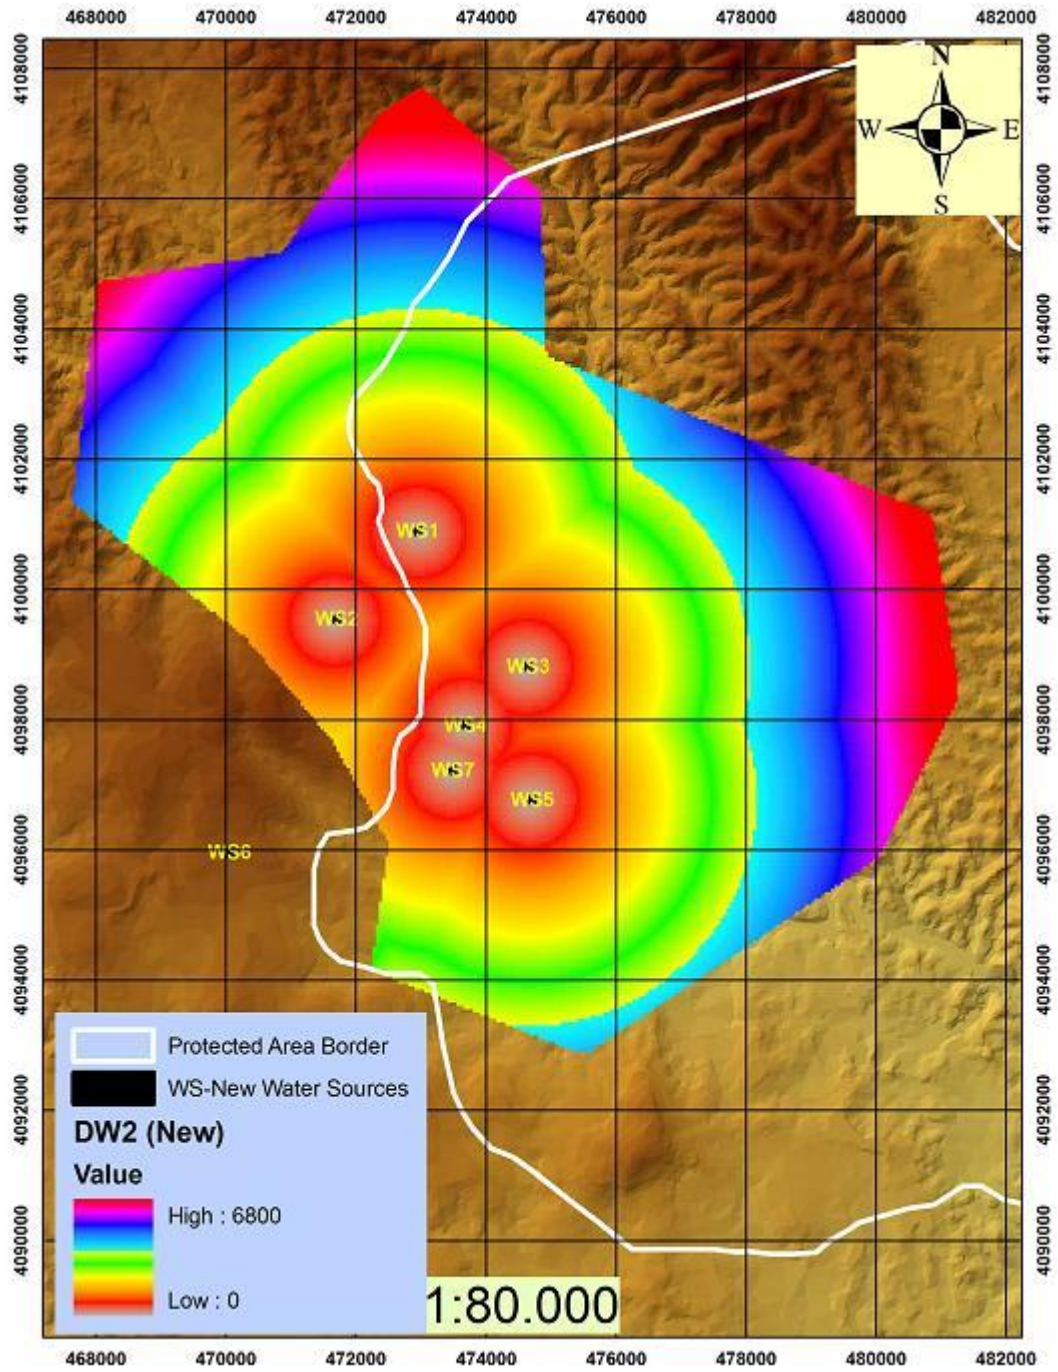 468000 470000 472000 474000 476000 478000 480000 482000
4108000 4108000
N
W E
S
4106000 4106000
4104000 4104000
4102000 4102000
WS1
4100000 4100000
WS2
WS3
4098000 4098000
WS4
WS7
WS5
4096000 4096000
WS6
4094000 4094000
Protected Area Border
WS-New Water Sources
4092000 4092000
DW2 (New)
Value
High : 6800
4090000 4090000
Low : 0
1:80.000
468000 470000 472000 474000 476000 478000 480000 482000